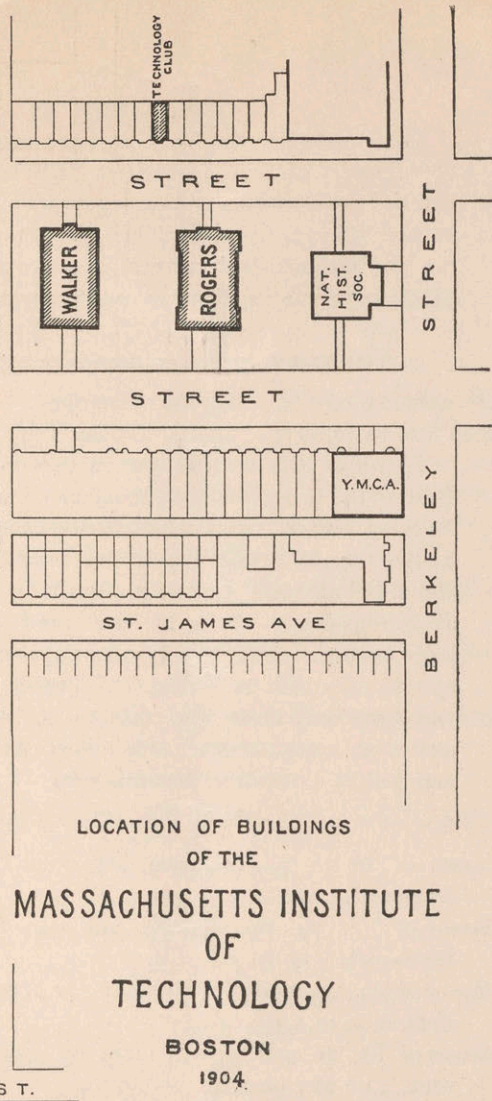 TECHNOLOGY
CLUB
STREET
WALKER
ROGERS
NAT.
HIST.
SOC.
STREET
STREET
Y.M.C.A.
BERKELEY
ST. JAMES AVE
LOCATION OF BUILDINGS
OF THE
MASSACHUSETTS INSTITUTE
OF
TECHNOLOGY
BOSTON
1904.
ST.